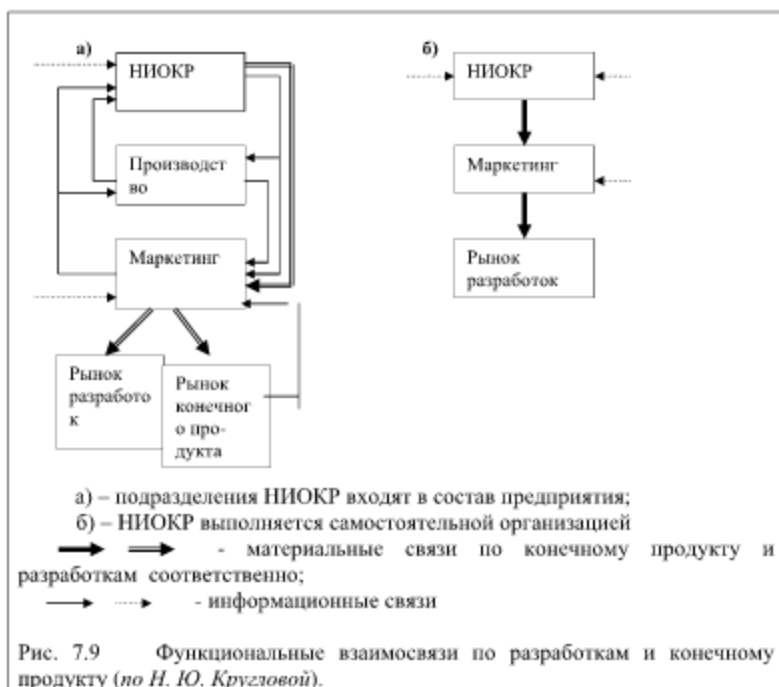 а)
НИОКР
Производст
во
Маркетинг
Рынок
разработо
к
Рынок
конечног
о про-
дукта
б)
НИОКР
Маркетинг
Рынок
разработок
а) – подразделения НИОКР входят в состав предприятия;
б) – НИОКР выполняется самостоятельной организацией
- материальные связи по конечному продукту и
разработкам соответственно;
- информационные связи
Рис. 7.9 Функциональные взаимосвязи по разработкам и конечному
продукту (по Н. Ю. Кругловой).